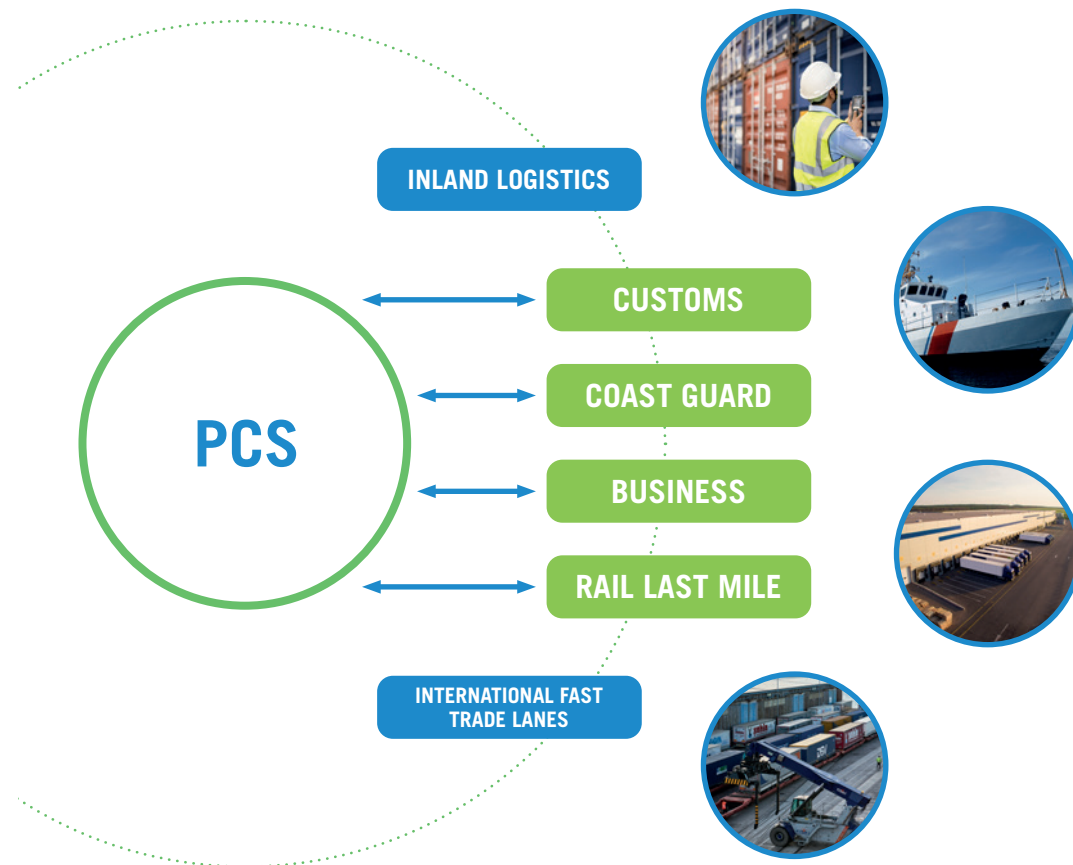 INLAND LOGISTICS
CUSTOMS
COAST GUARD
PCS
BUSINESS
RAIL LAST MILE
INTERNATIONAL FAST
TRADE LANES